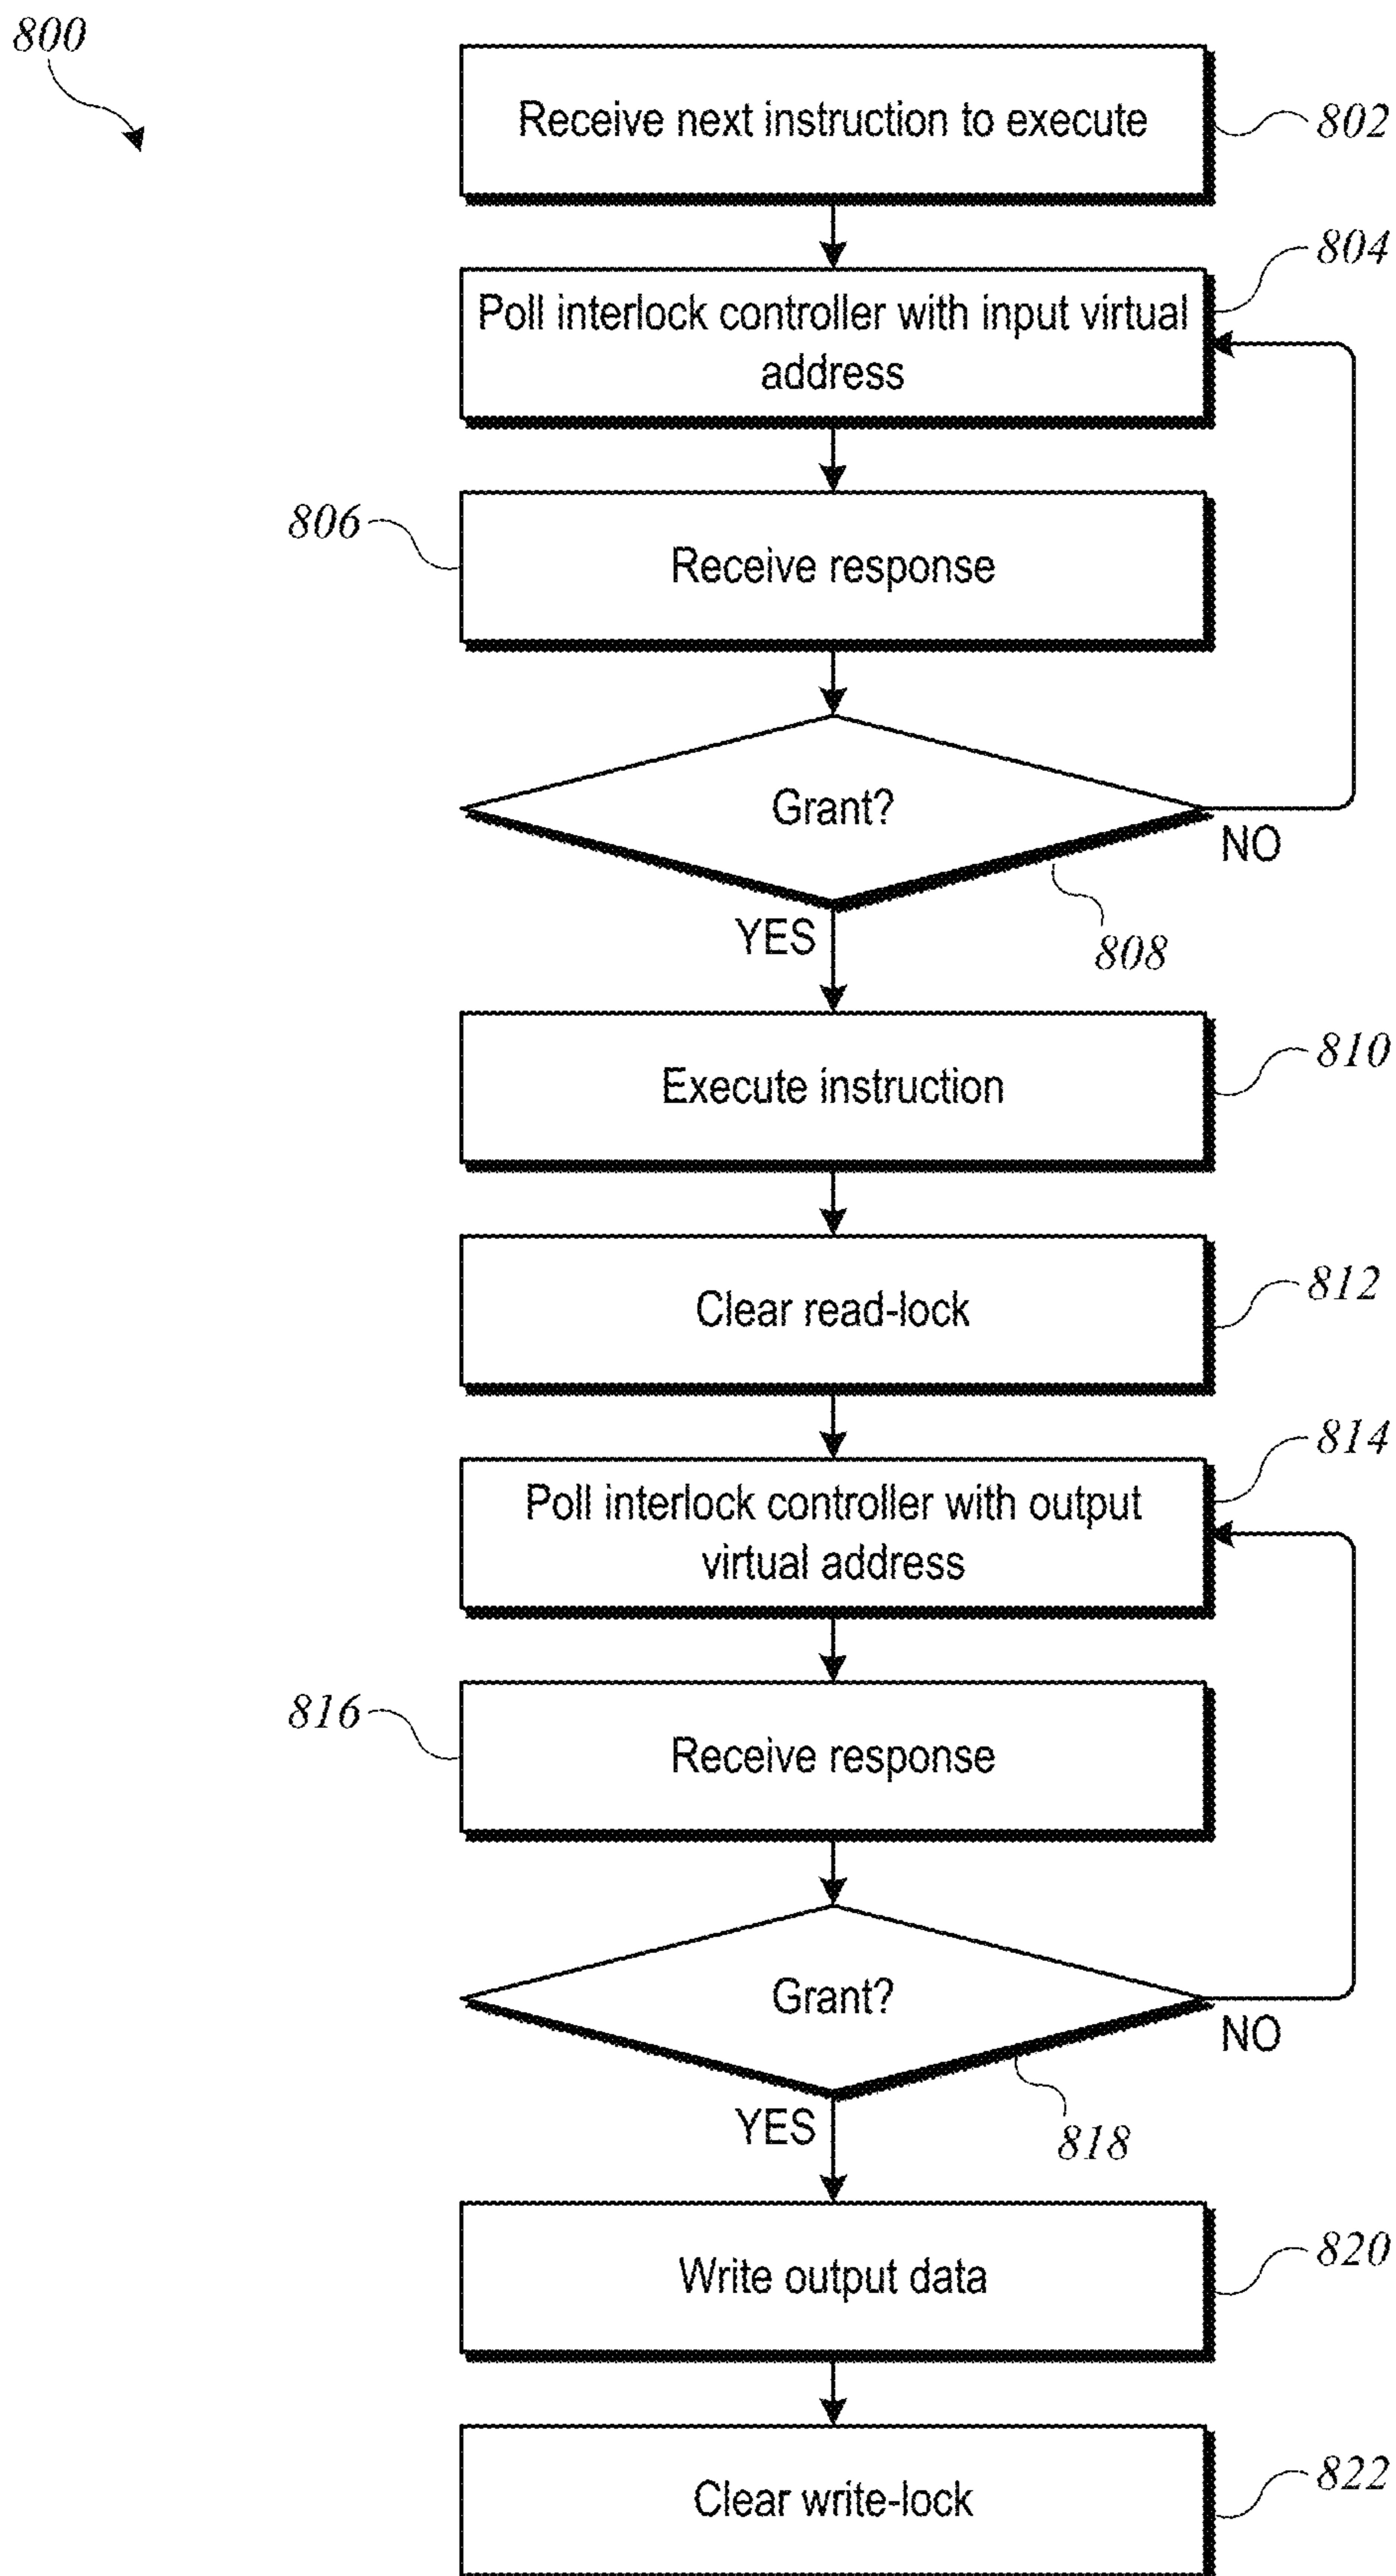 800
Receive next instruction to execute
802
804
Poll interlock controller with input virtual
address
806
Receive response
Grant?
NO
YES
808
Execute instruction
810
Clear read-lock
812
814
Poll interlock controller with output
virtual address
816
Receive response
Grant?
NO
YES
818
Write output data
820
Clear write-lock
822